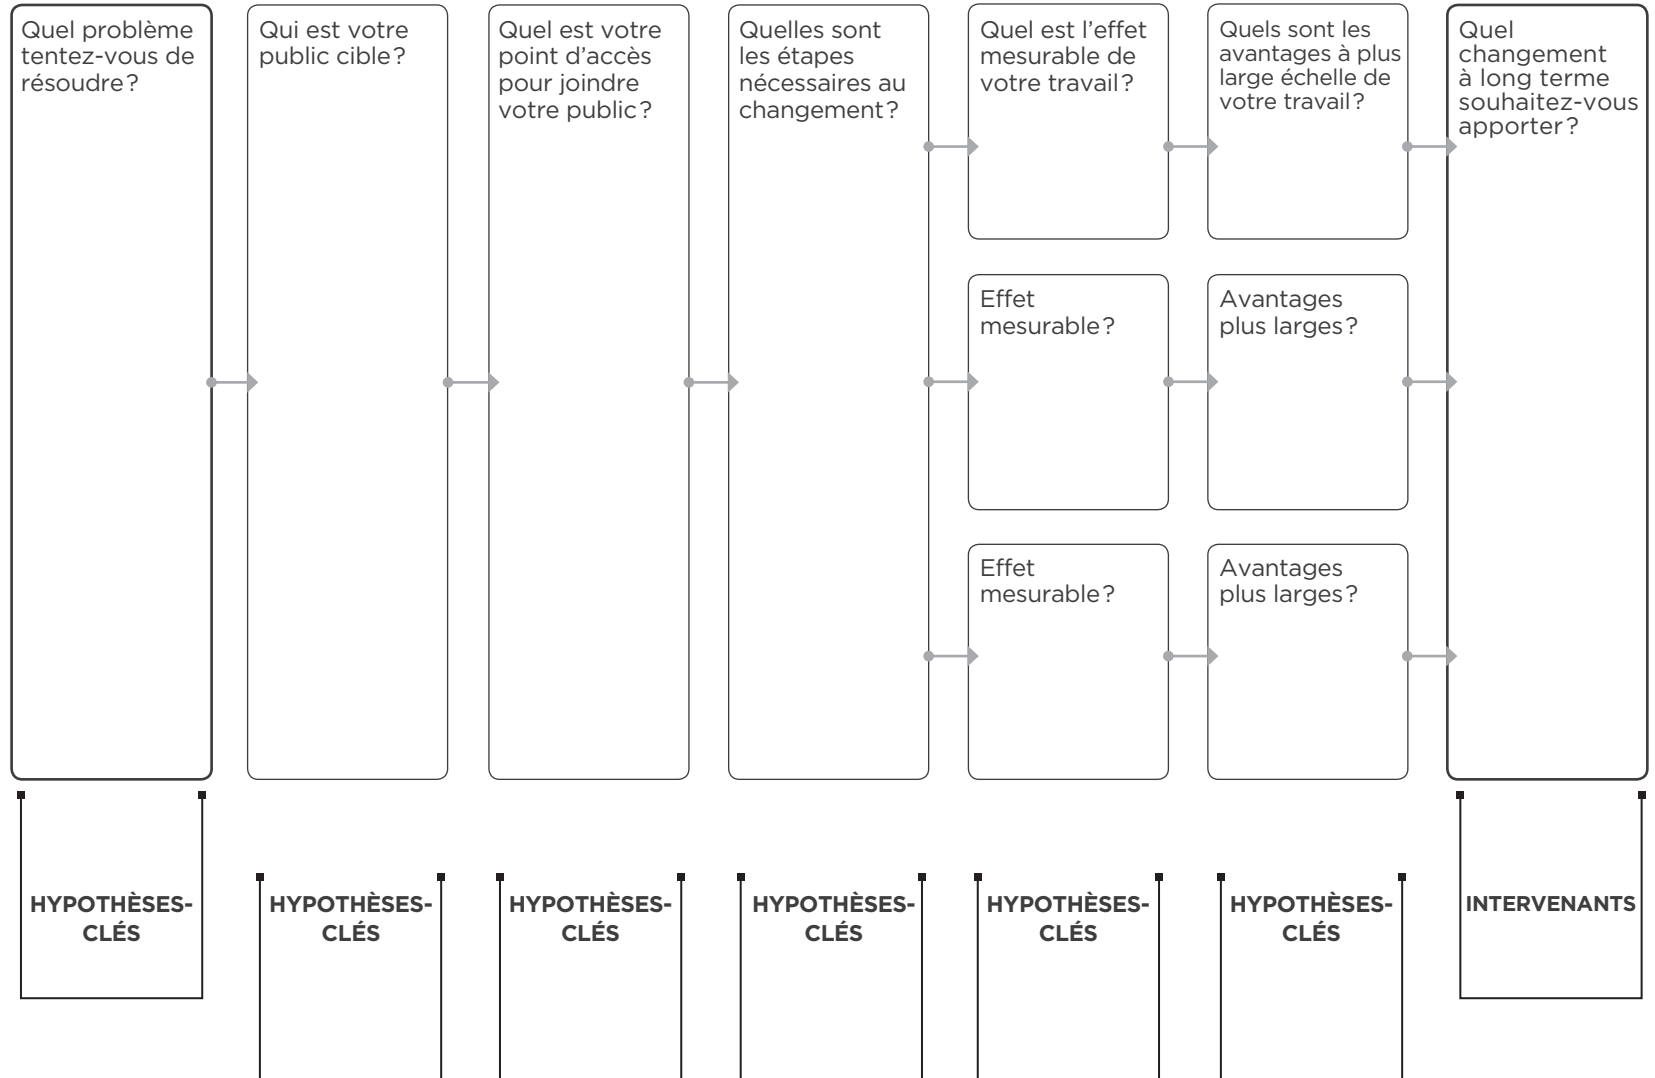 Quel problème
tentez-vous de
résoudre ?
Qui est votre
public cible ?
Quel est votre
point d’accès
pour joindre
votre public ?
Quelles sont
les étapes
nécessaires au
changement ?
Quel est l’effet
mesurable de
votre travail ?
Quels sont les
avantages à plus
large échelle de
votre travail ?
Quel
changement
à long terme
souhaitez-vous
apporter ?
Effet
mesurable ?
Avantages
plus larges ?
Effet
mesurable ?
Avantages
plus larges ?
HYPOTHÈSES-
CLÉS
HYPOTHÈSES-
CLÉS
HYPOTHÈSES-
CLÉS
HYPOTHÈSES-
CLÉS
HYPOTHÈSES-
CLÉS
HYPOTHÈSES-
CLÉS
INTERVENANTS